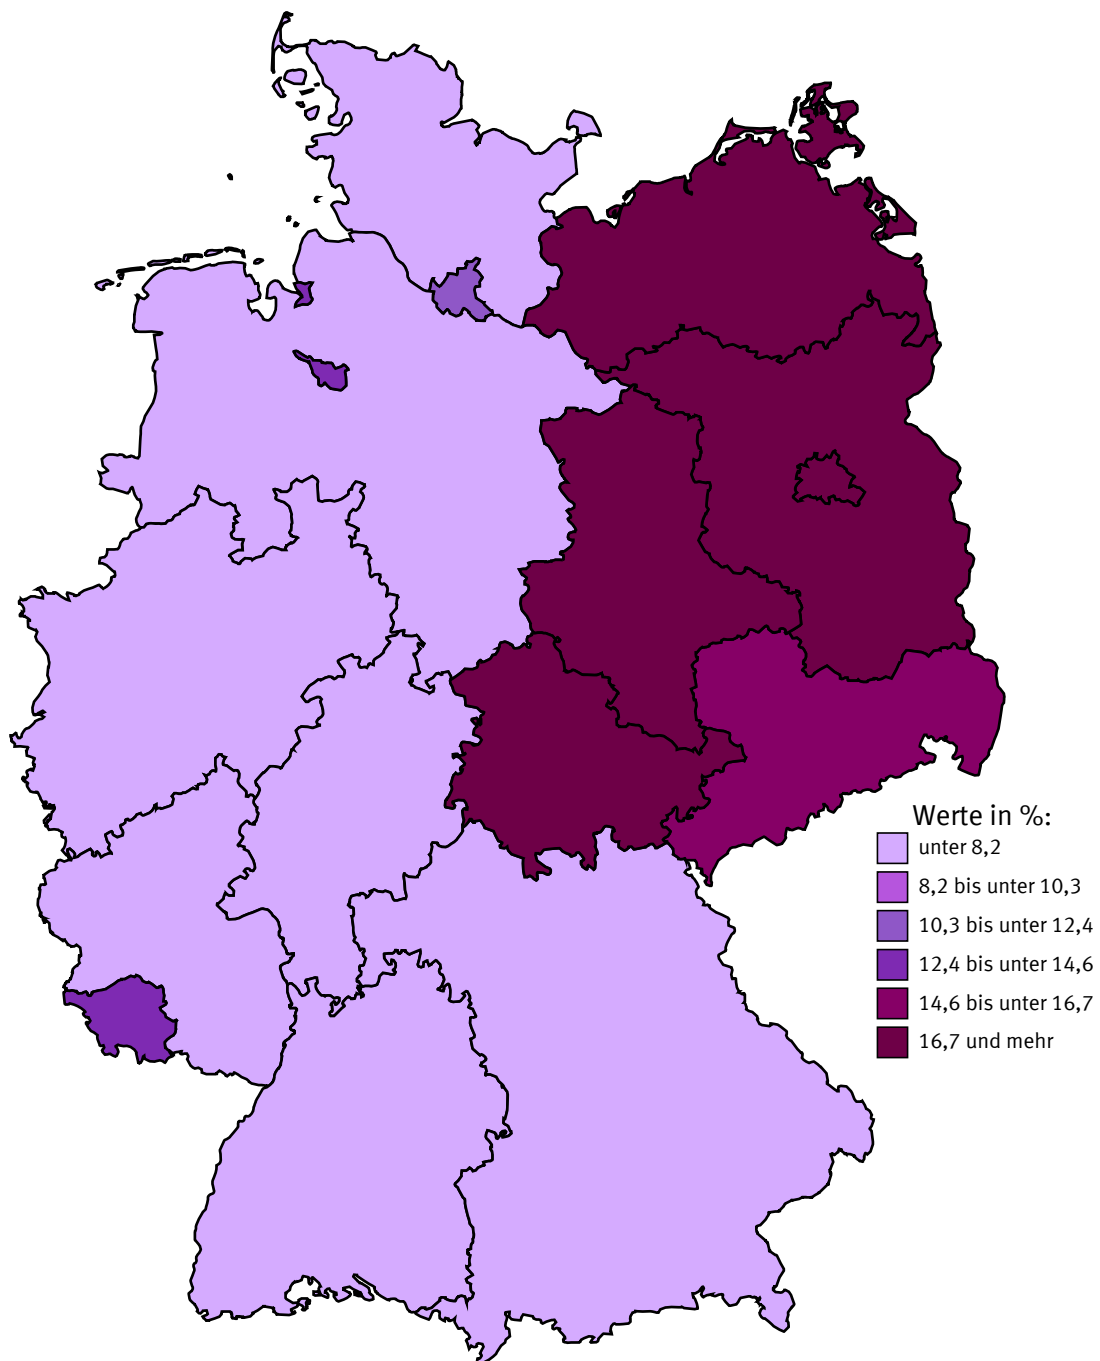 Werte in %:
unter 8,2
8,2 bis unter 10,3
10,3 bis unter 12,4
12,4 bis unter 14,6
14,6 bis unter 16,7
16,7 und mehr